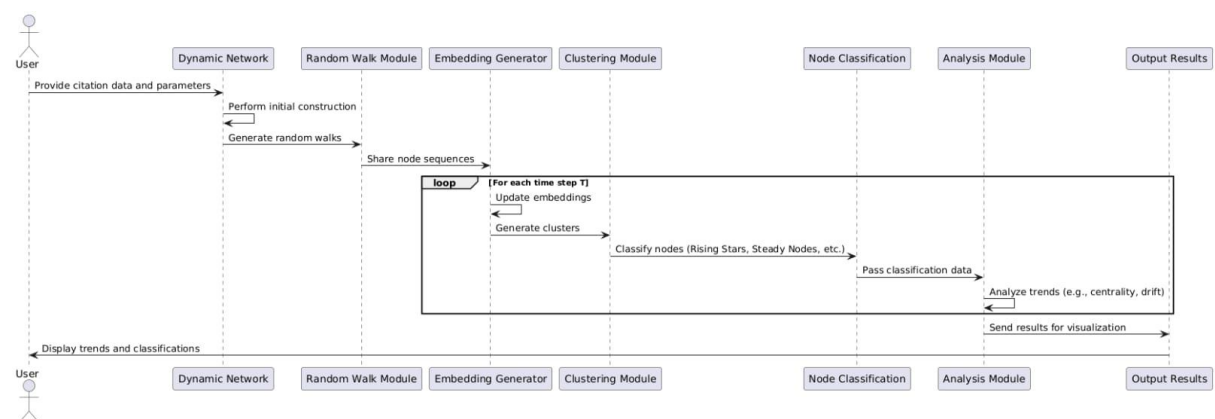 User
Dynamic Network
Random Walk Module
Embedding Generator
Clustering Module
Node Classification
Analysis Module
Output Results
Provide citation data and parameters
Perform initial construction
Generate random walks
Share node sequences
loop
[For each time step T]
Update embeddings
Generate clusters
Classify nodes (Rising Stars, Steady Nodes, etc.)
Pass classification data
Analyze trends (e.g., centrality, drift)
Send results for visualization
Display trends and classifications
User
Dynamic Network
Random Walk Module
Embedding Generator
Clustering Module
Node Classification
Analysis Module
Output Results